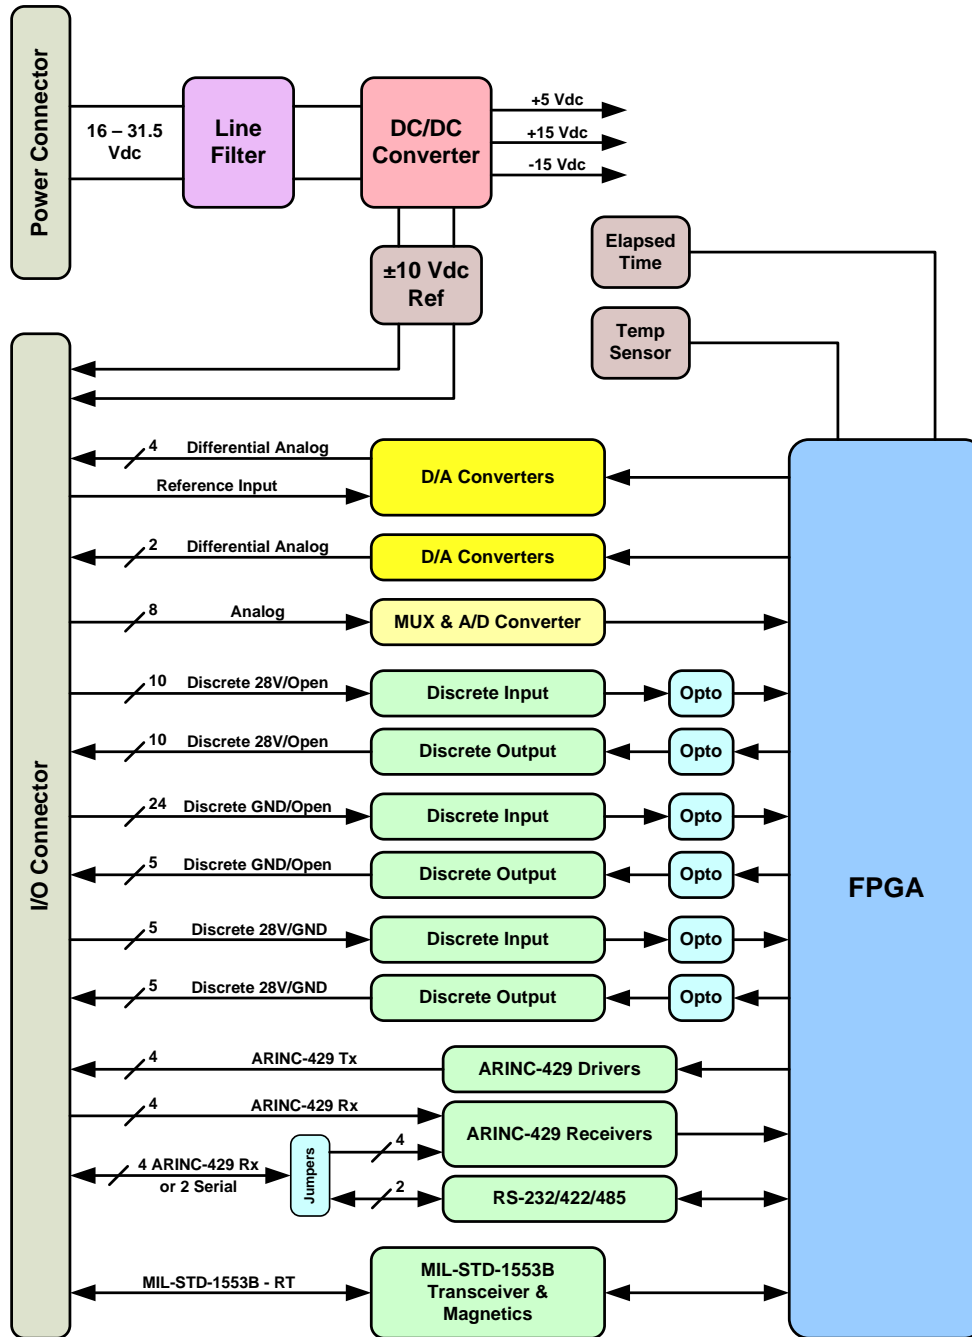 Power Connector
16 – 31.5
Vdc
Line
Filter
DC/DC
Converter
+5 Vdc
+15 Vdc
-15 Vdc
±10 Vdc
Ref
Elapsed
Time
Temp
Sensor
I/O Connector
FPGA
4 Differential Analog
D/A Converters
Reference Input
2 Differential Analog
D/A Converters
8 Analog
MUX & A/D Converter
10 Discrete 28V/Open
Discrete Input
Opto
10 Discrete 28V/Open
Discrete Output
Opto
24 Discrete GND/Open
Discrete Input
Opto
5 Discrete GND/Open
Discrete Output
Opto
5 Discrete 28V/GND
Discrete Input
Opto
5 Discrete 28V/GND
Discrete Output
Opto
4 ARINC-429 Tx
ARINC-429 Drivers
4 ARINC-429 Rx
ARINC-429 Receivers
4 ARINC-429 Rx
or 2 Serial
Jumpers
4
2
RS-232/422/485
MIL-STD-1553B - RT
MIL-STD-1553B
Transceiver &
Magnetics